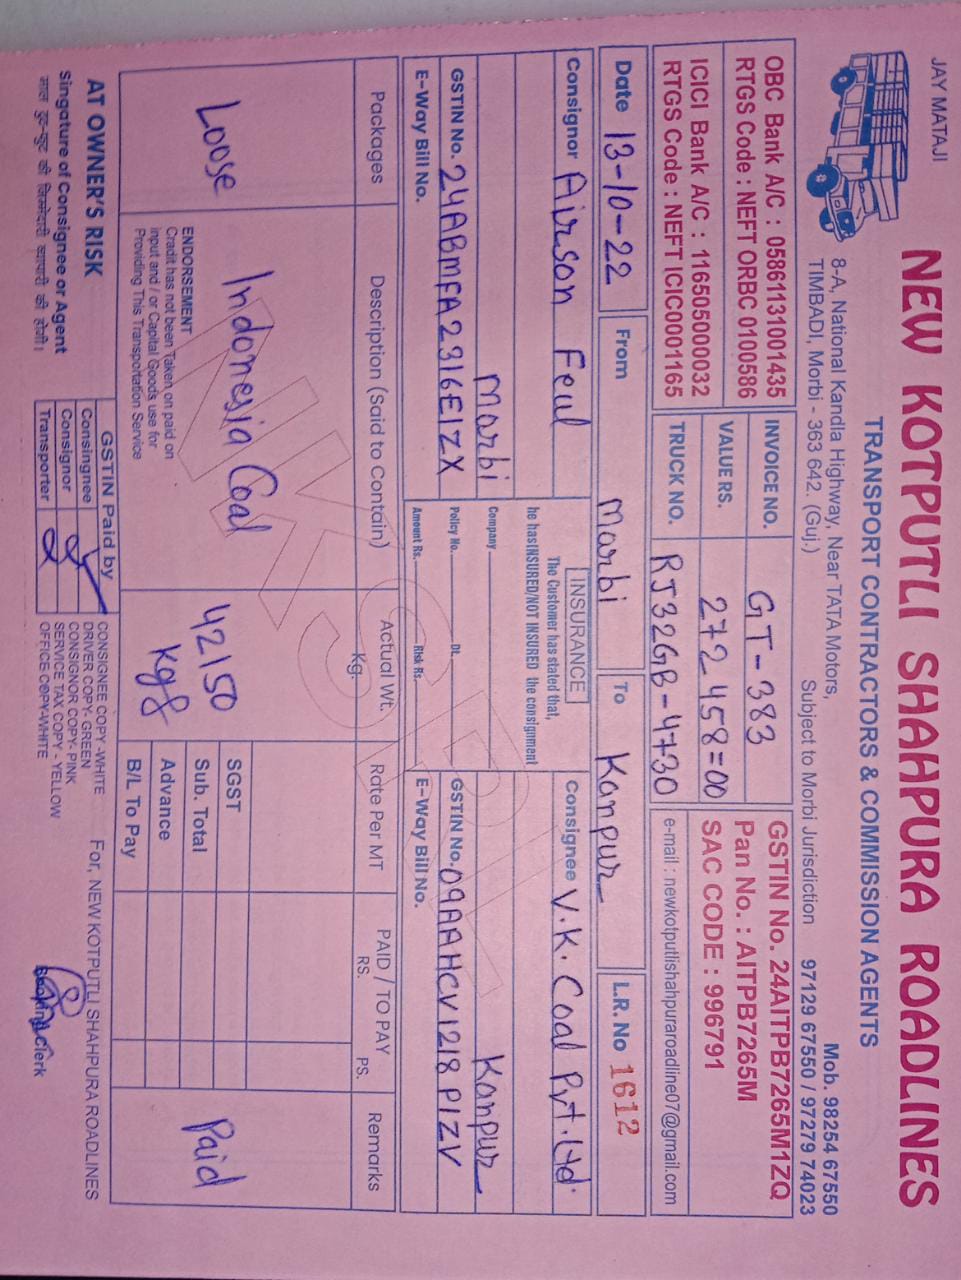 JAY MATAJI
NEW KOTPUTLI SHAHPURA ROADLINES
TRANSPORT CONTRACTORS & COMMISSION AGENTS
8-A, National Kandla Highway, Near TATA Motors,
TIMBADI, Morbi - 363 642. (Guj.)
Subject to Morbi Jurisdiction
Mob. 98254 67550
97129 67550 / 97279 74023
OBC Bank A/C : 05861131001435
RTGS Code : NEFT ORBC 0100586
ICICI Bank A/C : 116505000032
RTGS Code : NEFT ICIC0001165
INVOICE NO. GT-383
VALUE RS. 272458=00
TRUCK NO. RJ32GB-4730
GSTIN No. 24AITPB7265M1ZQ
Pan No. : AITPB7265M
SAC CODE : 996791
e-mail : newkotputlishahpuraroadline07@gmail.com
Date 13-10-22 From Marbi To Kanpur L.R. No 1612
Consignor Airson Feul
Marbi
GSTIN No. 24ABMFA2316E1ZX
E-Way Bill No.
INSURANCE
The Customer has stated that,
he has INSURED/NOT INSURED the consignment
Company
Policy No. Dt.
Amount Rs. Risk Rs.
Consignee V.K. Coal Pvt.Ltd.
Kanpur
GSTIN No. 09AAHCV1218P1ZV
E-Way Bill No.
Packages Description (Said to Contain) Actual Wt. Kg. Rate Per MT PAID / TO PAY RS. PS. Remarks
Loose Indonesia Coal 42150 Kgs Paid
SGST
Sub. Total
Advance
B/L To Pay
NKSRL
ENDORSEMENT
Cradit has not been Taken on paid on
input and / or Capital Goods use for
Providing This Transportation Service
AT OWNER'S RISK
Singature of Consignee or Agent
माल टूट-फूट की जिम्मेदारी व्यापारी की होगी।
GSTIN Paid by
Consingnee
Consignor
Transporter
CONSIGNEE COPY -WHITE
DRIVER COPY- GREEN
CONSIGNOR COPY- PINK
SERVICE TAX COPY - YELLOW
OFFICE COPY-WHITE
For, NEW KOTPUTLI SHAHPURA ROADLINES
Booking Clerk